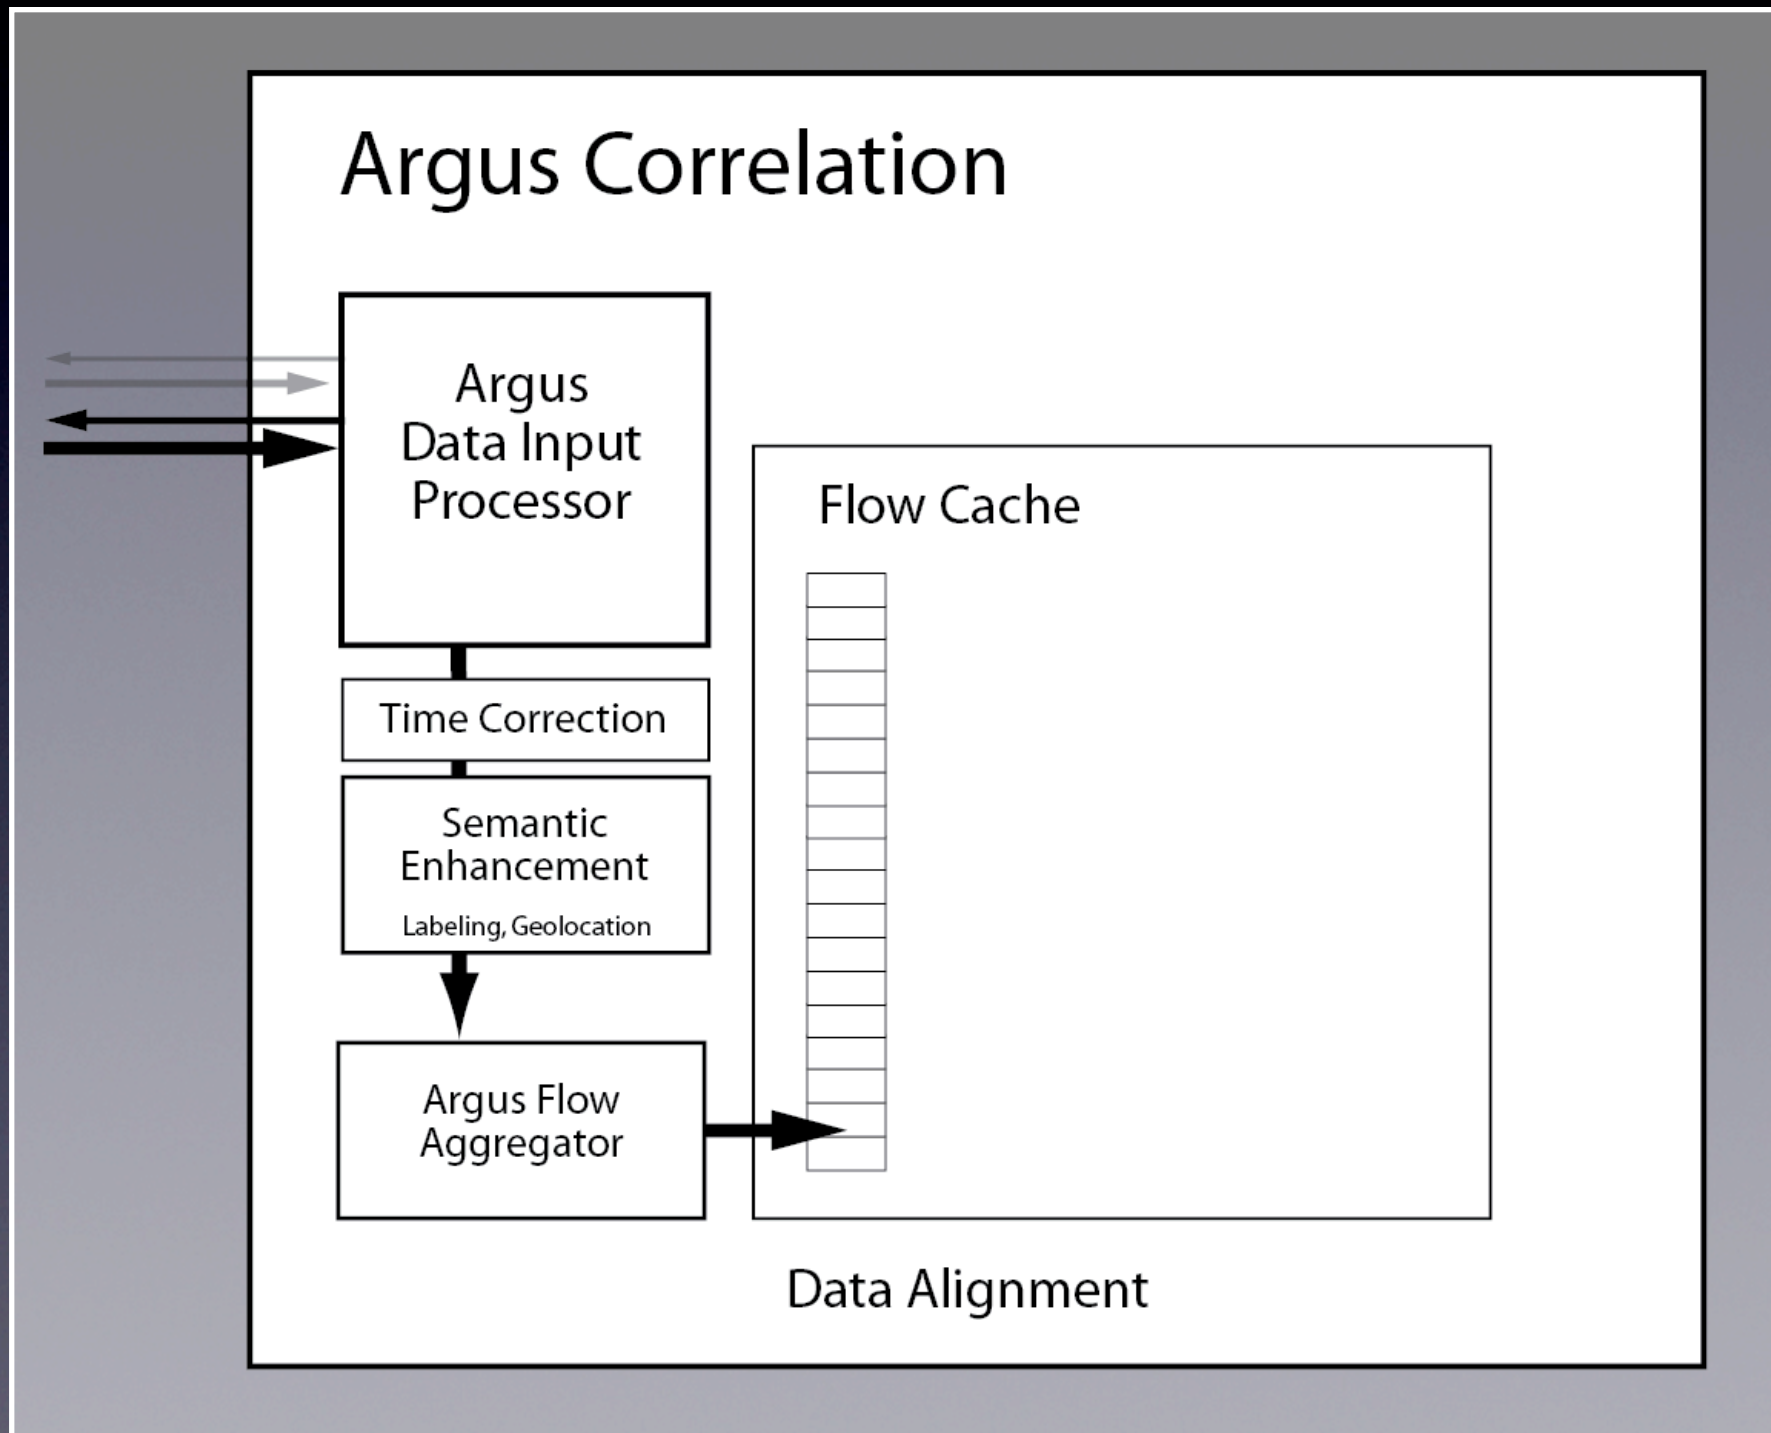 Argus Correlation
Argus
Data Input
Processor
Flow Cache
Time Correction
Semantic
Enhancement
Labeling, Geolocation
Argus Flow
Aggregator
Data Alignment